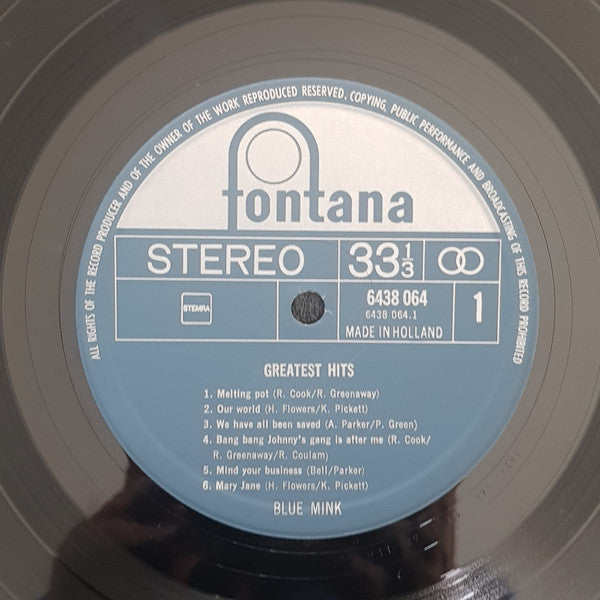 ALL RIGHTS OF THE RECORD PRODUCER AND OF THE OWNER OF THE WORK REPRODUCED RESERVED. COPYING, PUBLIC PERFORMANCE AND BROADCASTING OF THIS RECORD PROHIBITED
fontana
STEREO 33⅓
STEMRA
6438 064
6438 064.1
MADE IN HOLLAND
1
GREATEST HITS
1. Melting pot (R. Cook/R. Greenaway)
2. Our world (H. Flowers/K. Pickett)
3. We have all been saved (A. Parker/P. Green)
4. Bang bang Johnny's gang is after me (R. Cook/
R. Greenaway/R. Coulam)
5. Mind your business (Bell/Parker)
6. Mary Jane (H. Flowers/K. Pickett)
BLUE MINK